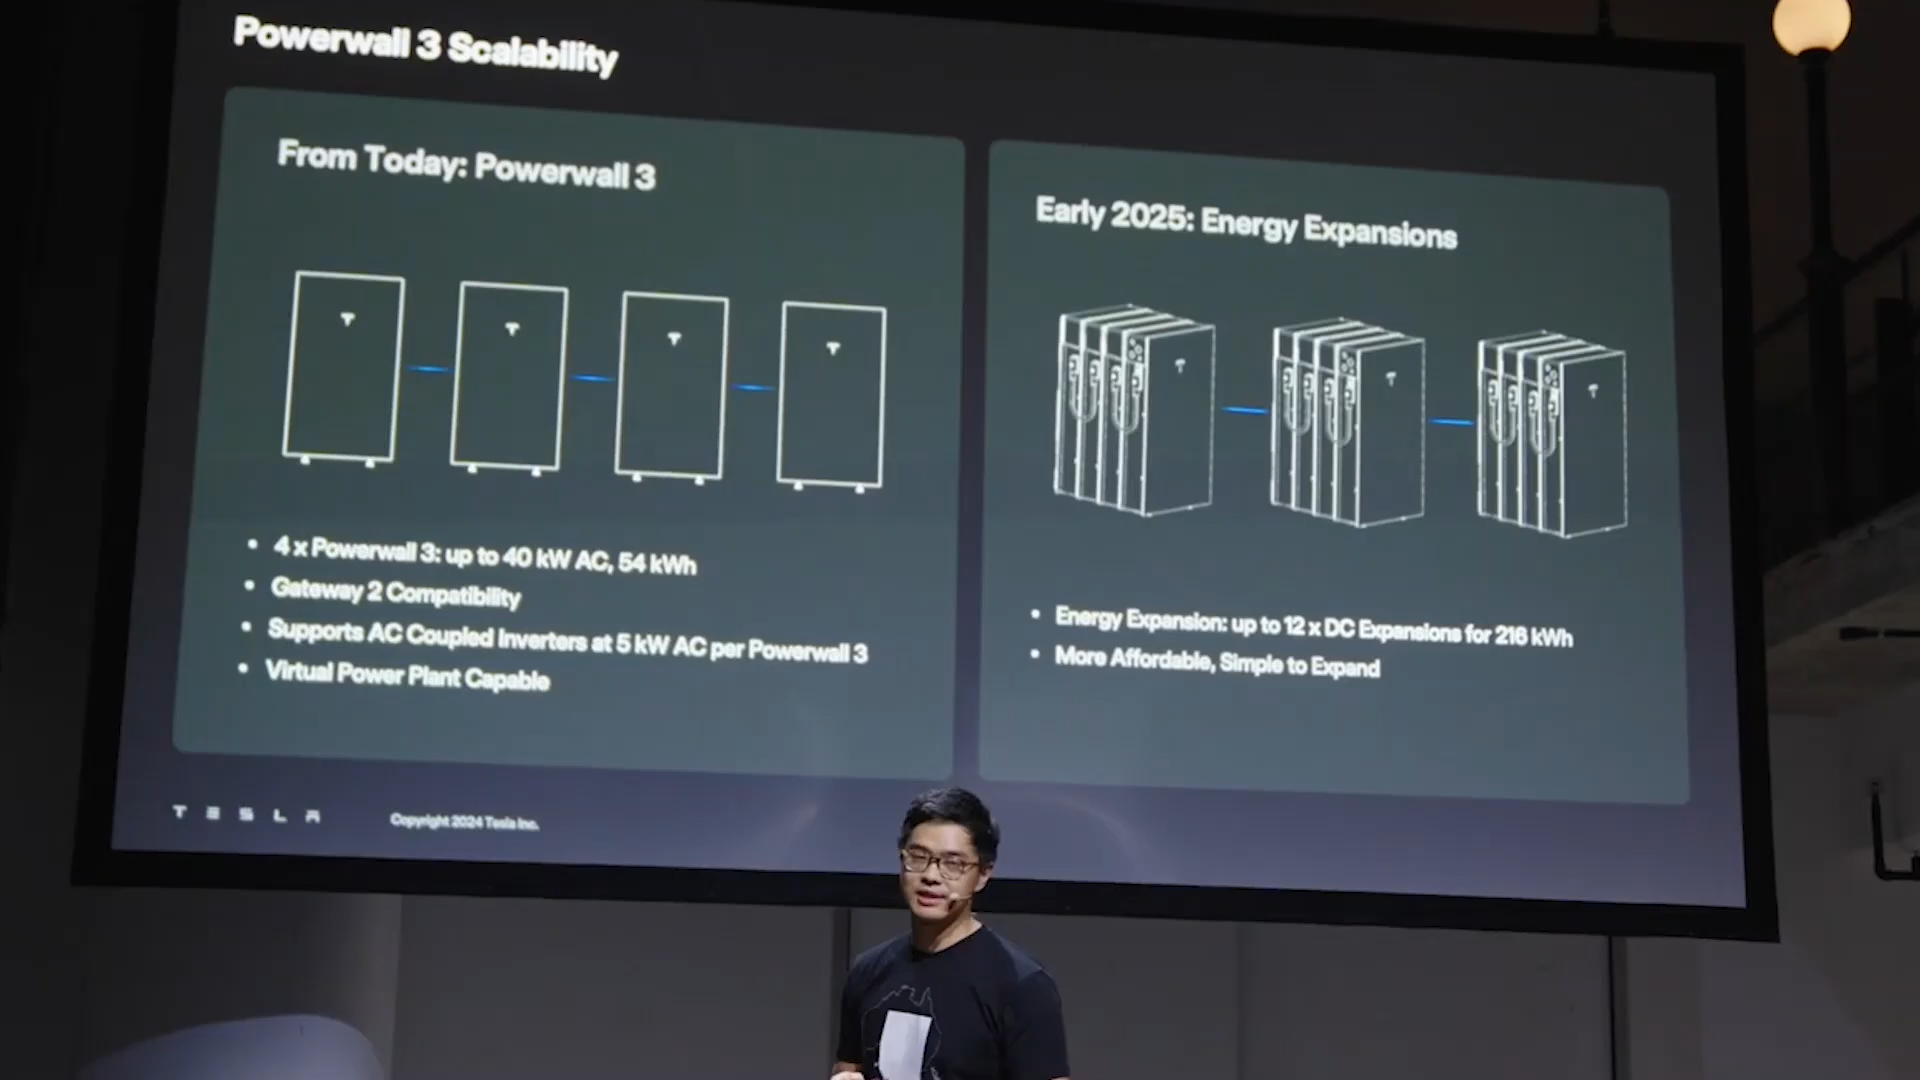 Powerwall 3 Scalability
From Today: Powerwall 3
4 x Powerwall 3: up to 40 kW AC, 54 kWh
Gateway 2 Compatibility
Supports AC Coupled Inverters at 5 kW AC per Powerwall 3
Virtual Power Plant Capable
Early 2025: Energy Expansions
Energy Expansion: up to 12 x DC Expansions for 216 kWh
More Affordable, Simple to Expand
TESLA
Copyright 2024 Tesla Inc.